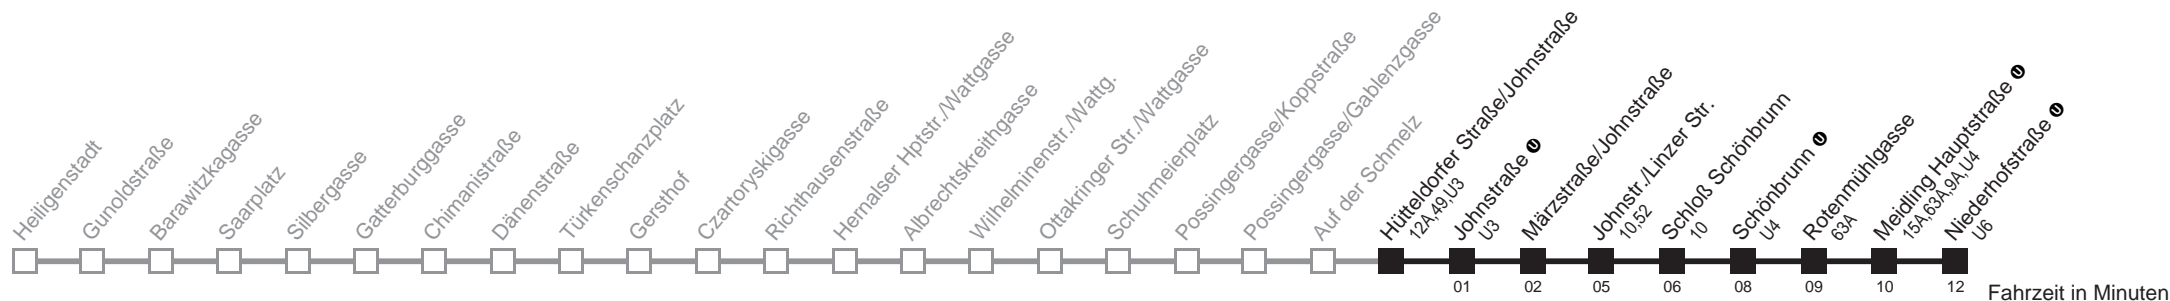 Heiligenstadt
Gunoldstraße
Barawitzkagasse
Saarplatz
Silbergasse
Gatterburggasse
Chimanistraße
Dänenstraße
Türkenschanzplatz
Gersthof
Czartoryskigasse
Richthausenstraße
Hernalser Hptstr./Wattgasse
Albrechtskreithgasse
Wilhelminenstr./Wattg.
Ottakringer Str./Wattgasse
Schuhmeierplatz
Possingergasse/Koppstraße
Possingergasse/Gablenzgasse
Auf der Schmelz
Hütteldorfer Straße/Johnstraße
12A,49,U3
Johnstraße U
U3
Märzstraße/Johnstraße
Johnstr./Linzer Str.
10,52
Schloß Schönbrunn
10
Schönbrunn U
U4
Rotenmühlgasse
63A
Meidling Hauptstraße U
15A,63A,9A,U4
Niederhofstraße U
U6
01 02 05 06 08 09 10 12 Fahrzeit in Minuten